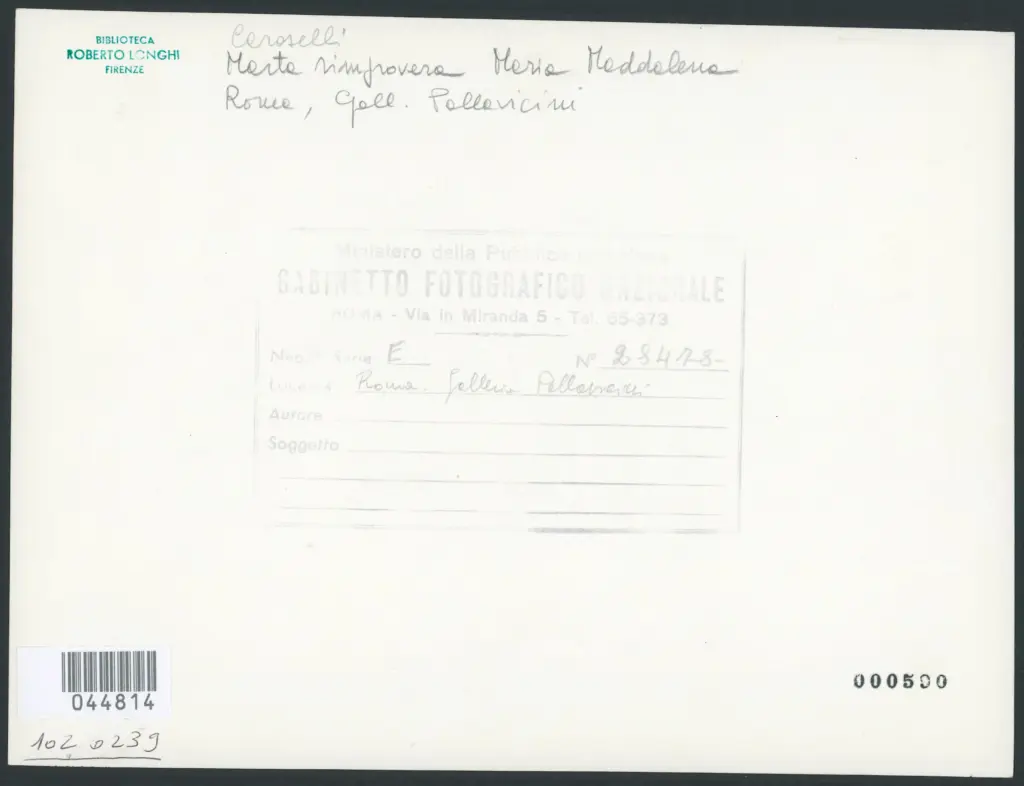 BIBLIOTECA
ROBERTO LONGHI
FIRENZE
Caroselli
Marta rimprovera Maria Maddalena
Roma, Gall. Pallavicini
Ministero della Pubblica
GABINETTO FOTOGRAFICO NAZIONALE
ROMA - Via in Miranda 5 - Tel. 65-373
Serie E N°
Roma. Galleria Pallavicini
Autore
Soggetto
044814
102 0239
000590